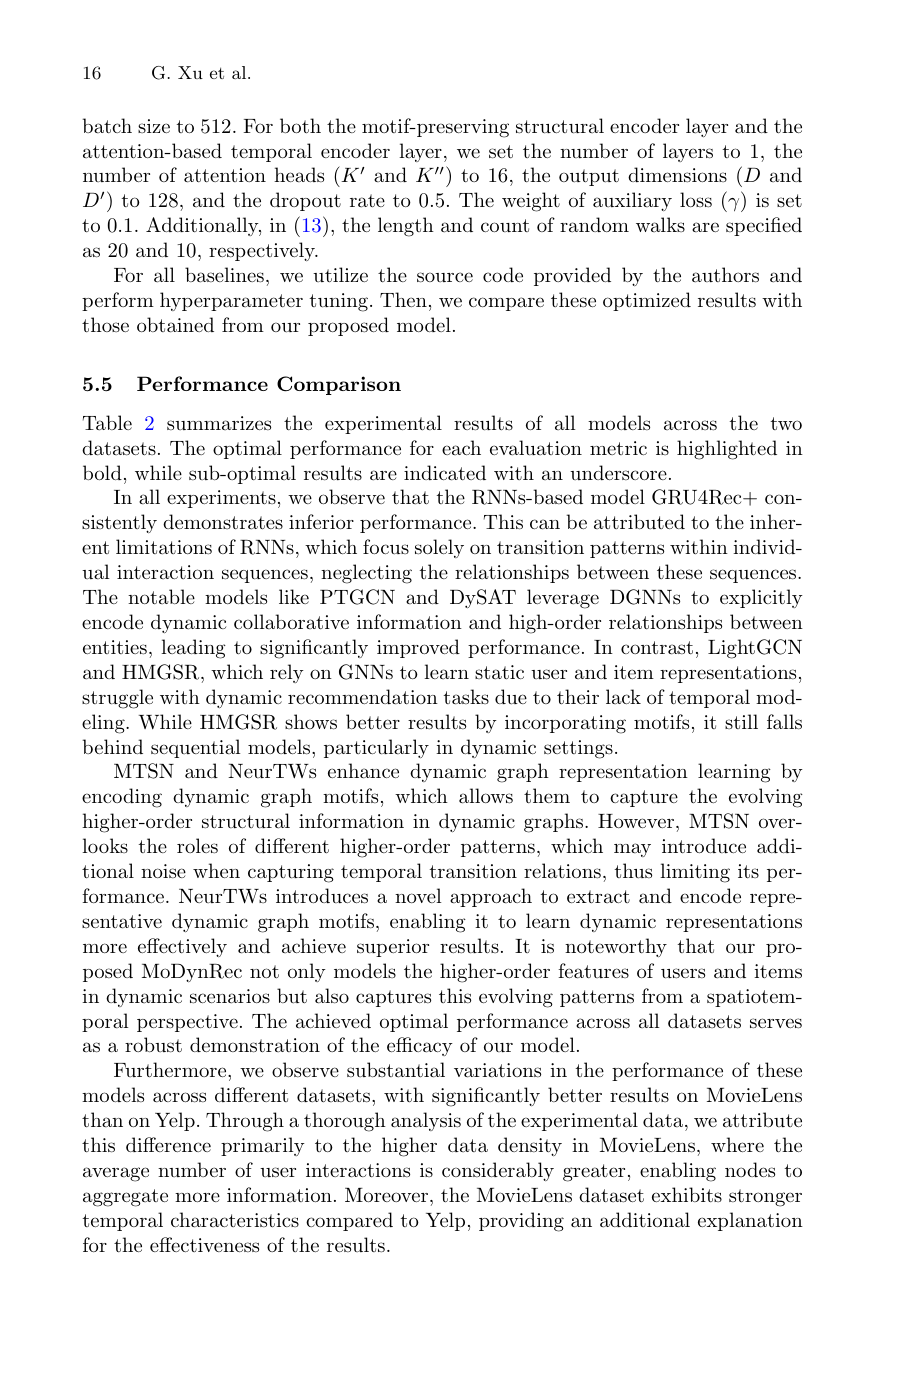 16 G. Xu et al.
batch size to 512. For both the motif-preserving structural encoder layer and the
attention-based temporal encoder layer, we set the number of layers to 1, the
number of attention heads (K′ and K″) to 16, the output dimensions (D and
D′) to 128, and the dropout rate to 0.5. The weight of auxiliary loss (γ) is set
to 0.1. Additionally, in (13), the length and count of random walks are specified
as 20 and 10, respectively.
For all baselines, we utilize the source code provided by the authors and
perform hyperparameter tuning. Then, we compare these optimized results with
those obtained from our proposed model.
5.5 Performance Comparison
Table 2 summarizes the experimental results of all models across the two
datasets. The optimal performance for each evaluation metric is highlighted in
bold, while sub-optimal results are indicated with an underscore.
In all experiments, we observe that the RNNs-based model GRU4Rec+ con-
sistently demonstrates inferior performance. This can be attributed to the inher-
ent limitations of RNNs, which focus solely on transition patterns within individ-
ual interaction sequences, neglecting the relationships between these sequences.
The notable models like PTGCN and DySAT leverage DGNNs to explicitly
encode dynamic collaborative information and high-order relationships between
entities, leading to significantly improved performance. In contrast, LightGCN
and HMGSR, which rely on GNNs to learn static user and item representations,
struggle with dynamic recommendation tasks due to their lack of temporal mod-
eling. While HMGSR shows better results by incorporating motifs, it still falls
behind sequential models, particularly in dynamic settings.
MTSN and NeurTWs enhance dynamic graph representation learning by
encoding dynamic graph motifs, which allows them to capture the evolving
higher-order structural information in dynamic graphs. However, MTSN over-
looks the roles of different higher-order patterns, which may introduce addi-
tional noise when capturing temporal transition relations, thus limiting its per-
formance. NeurTWs introduces a novel approach to extract and encode repre-
sentative dynamic graph motifs, enabling it to learn dynamic representations
more effectively and achieve superior results. It is noteworthy that our pro-
posed MoDynRec not only models the higher-order features of users and items
in dynamic scenarios but also captures this evolving patterns from a spatiotem-
poral perspective. The achieved optimal performance across all datasets serves
as a robust demonstration of the efficacy of our model.
Furthermore, we observe substantial variations in the performance of these
models across different datasets, with significantly better results on MovieLens
than on Yelp. Through a thorough analysis of the experimental data, we attribute
this difference primarily to the higher data density in MovieLens, where the
average number of user interactions is considerably greater, enabling nodes to
aggregate more information. Moreover, the MovieLens dataset exhibits stronger
temporal characteristics compared to Yelp, providing an additional explanation
for the effectiveness of the results.